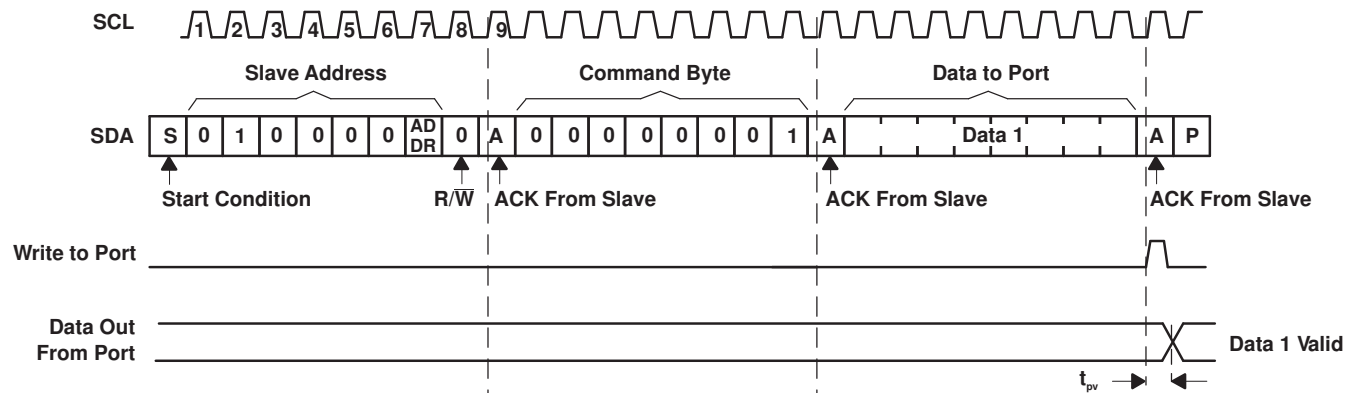 SCL 1 2 3 4 5 6 7 8 9
Slave Address Command Byte Data to Port
SDA S 0 1 0 0 0 0 AD DR 0 A 0 0 0 0 0 0 0 1 A Data 1 A P
Start Condition R/W̅ ACK From Slave ACK From Slave ACK From Slave
Write to Port
Data Out
From Port
Data 1 Valid
tpv